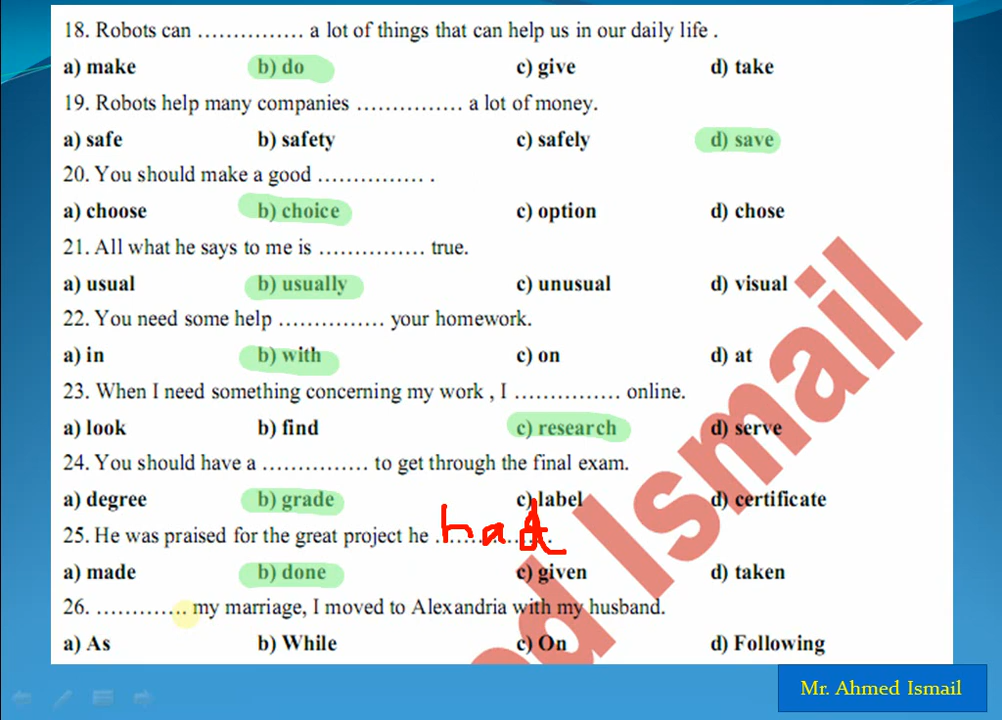 18. Robots can …………… a lot of things that can help us in our daily life .
a) make b) do c) give d) take
19. Robots help many companies …………… a lot of money.
a) safe b) safety c) safely d) save
20. You should make a good …………… .
a) choose b) choice c) option d) chose
21. All what he says to me is …………… true.
a) usual b) usually c) unusual d) visual
22. You need some help …………… your homework.
a) in b) with c) on d) at
23. When I need something concerning my work , I …………… online.
a) look b) find c) research d) serve
24. You should have a …………… to get through the final exam.
a) degree b) grade c) label d) certificate
25. He was praised for the great project he had …………… .
a) made b) done c) given d) taken
26. ………… my marriage, I moved to Alexandria with my husband.
a) As b) While c) On d) Following
Ismail
Mr. Ahmed Ismail